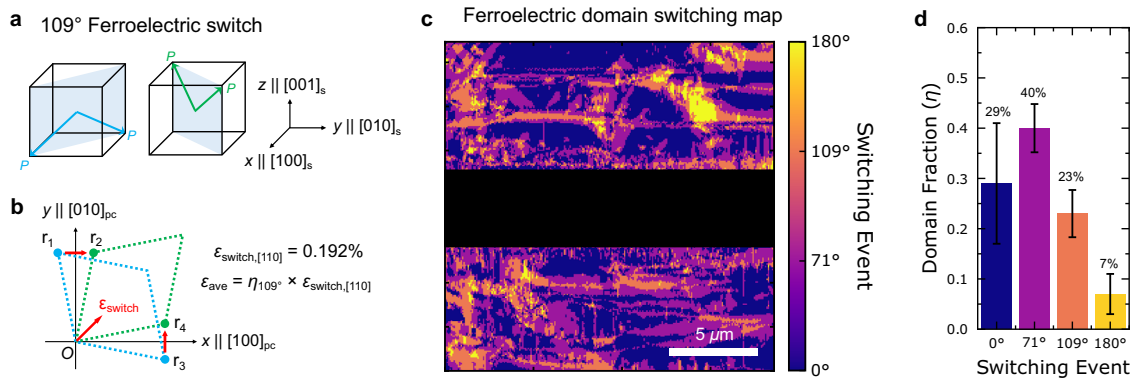 a
109° Ferroelectric switch
P
P
P
P
z || [001]s
y || [010]s
x || [100]s
b
y || [010]pc
r1
r2
εswitch,[110] = 0.192%
εave = η109° × εswitch,[110]
εswitch
r4
O
x || [100]pc
r3
c
Ferroelectric domain switching map
180°
109°
71°
0°
Switching Event
5 μm
d
0.6
0.5
0.4
0.3
0.2
0.1
0.0
Domain Fraction (η)
29%
40%
23%
7%
0°
71°
109°
180°
Switching Event